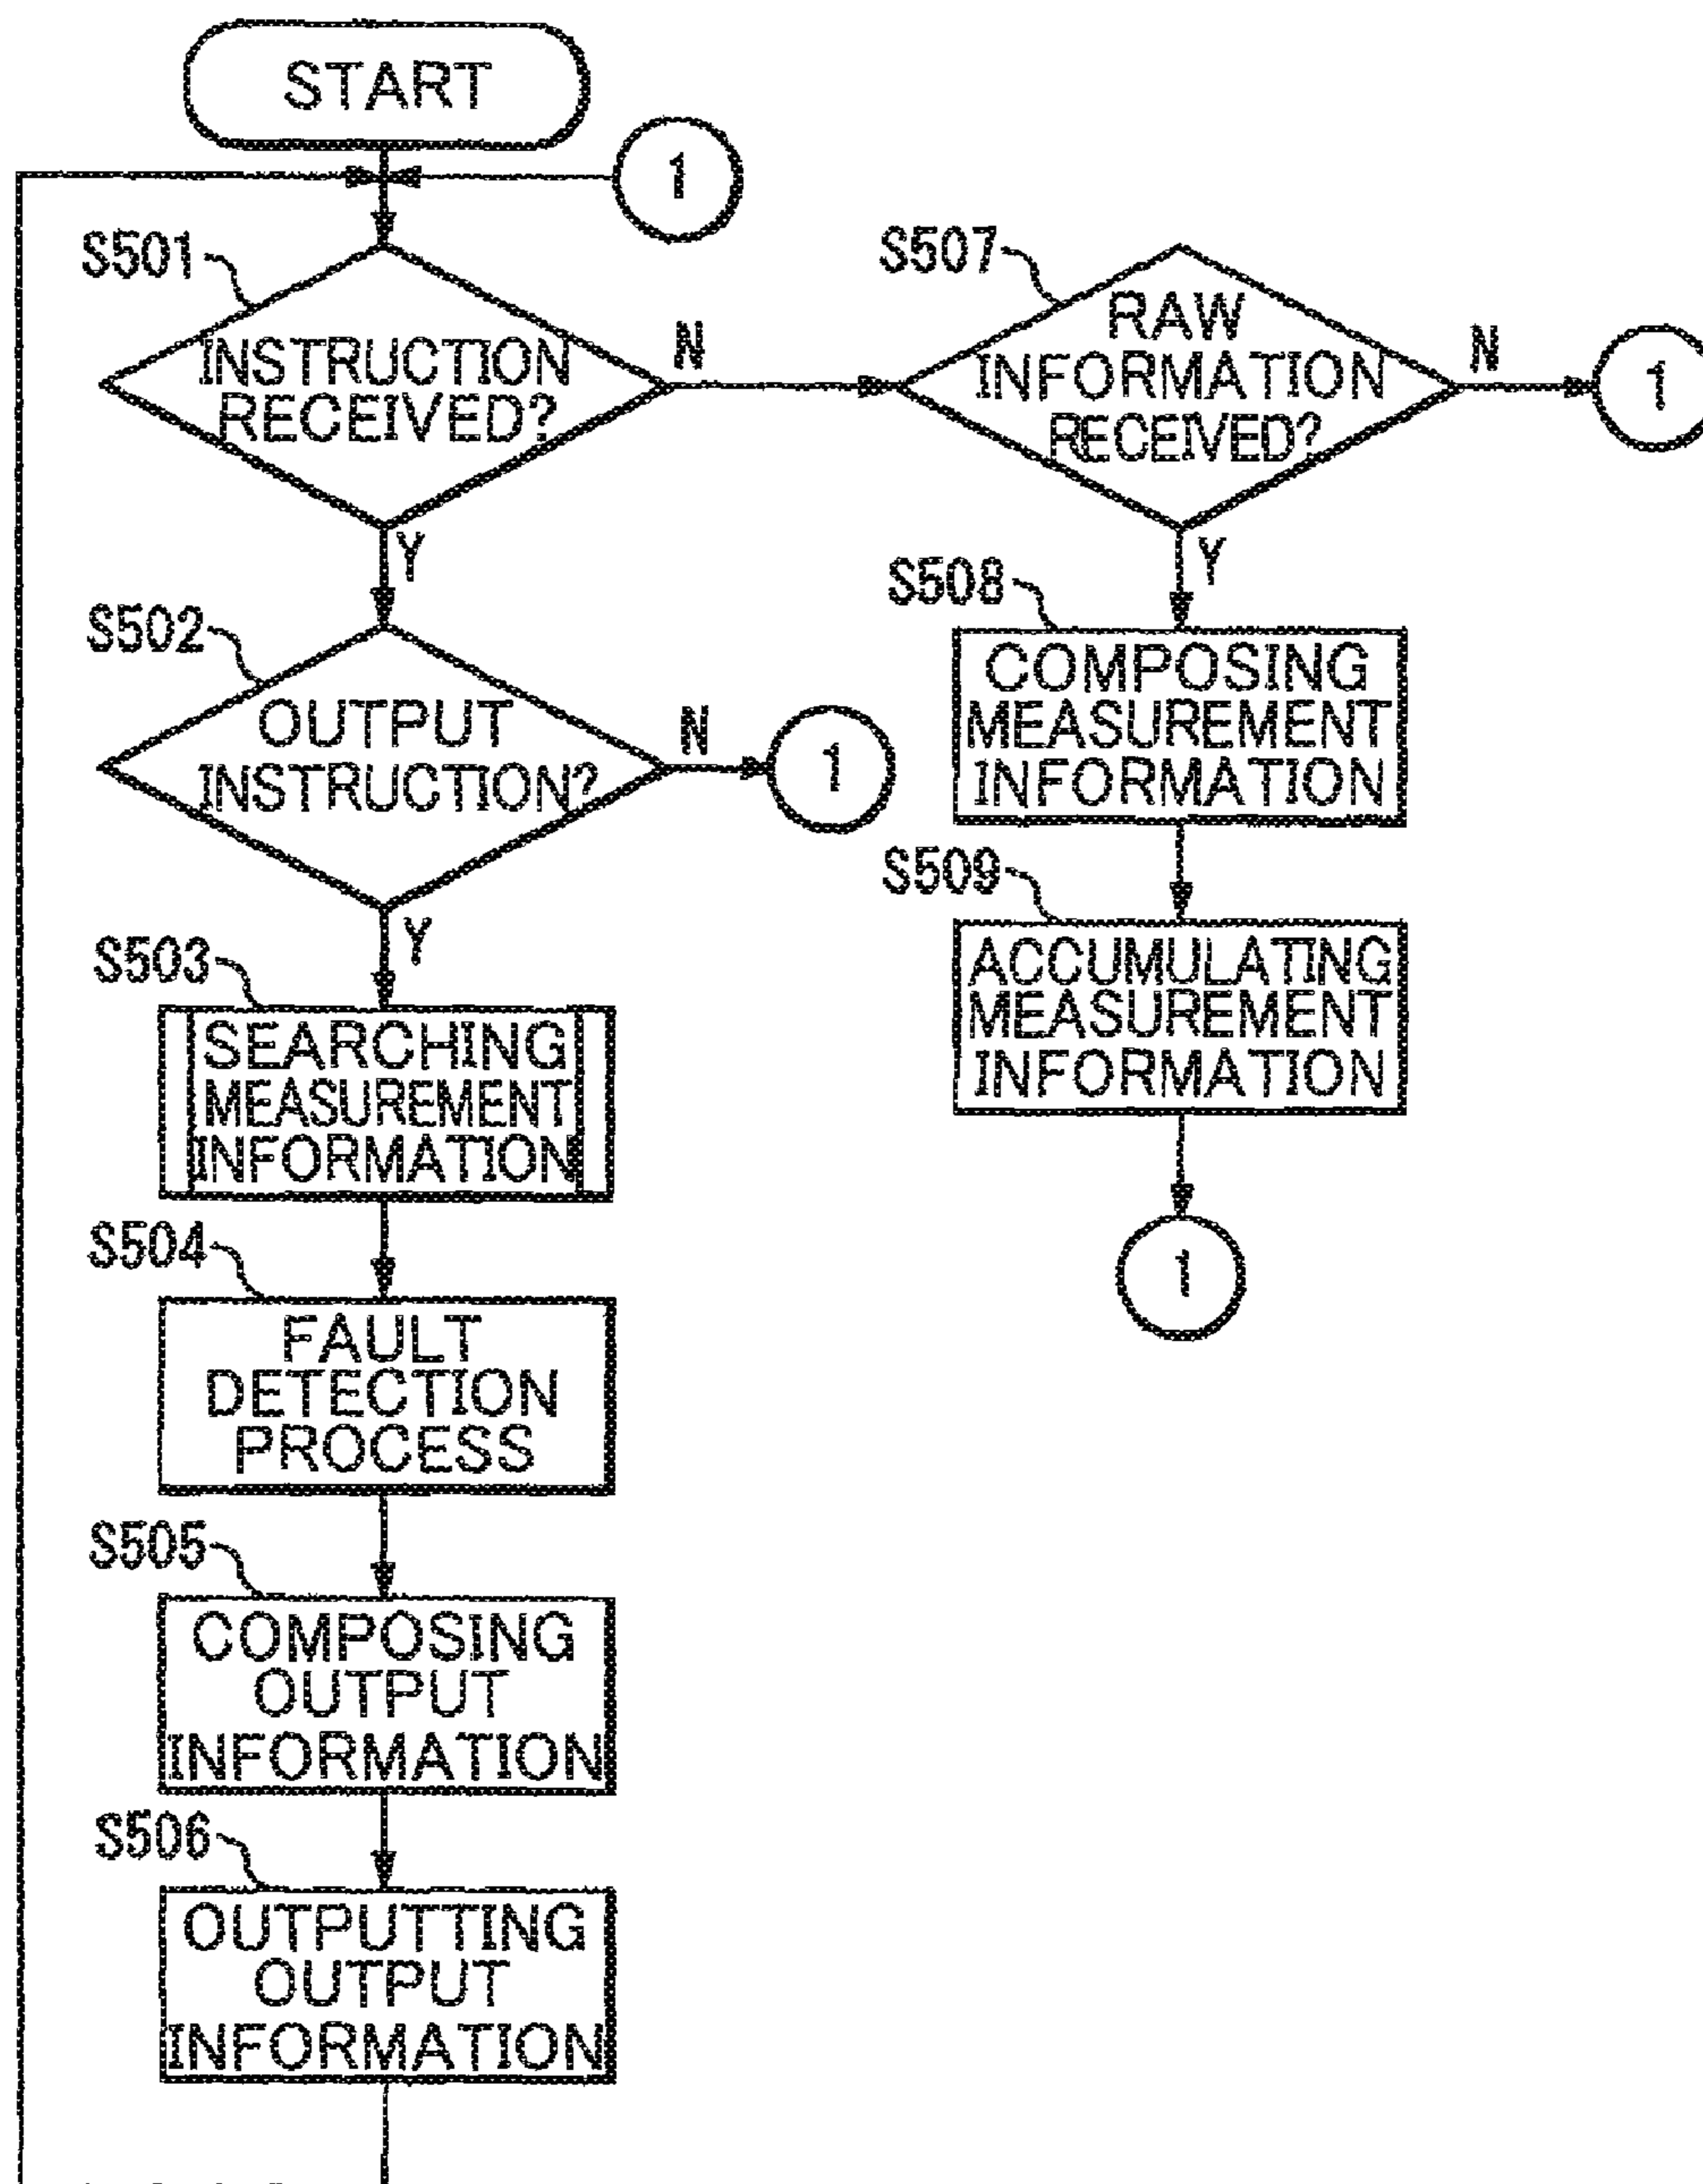 START
1
S501
INSTRUCTION
RECEIVED?
N
Y
S507
RAW
INFORMATION
RECEIVED?
N
1
Y
S502
OUTPUT
INSTRUCTION?
N
1
Y
S508
COMPOSING
MEASUREMENT
INFORMATION
S509
ACCUMULATING
MEASUREMENT
INFORMATION
1
S503
SEARCHING
MEASUREMENT
INFORMATION
S504
FAULT
DETECTION
PROCESS
S505
COMPOSING
OUTPUT
INFORMATION
S506
OUTPUTTING
OUTPUT
INFORMATION